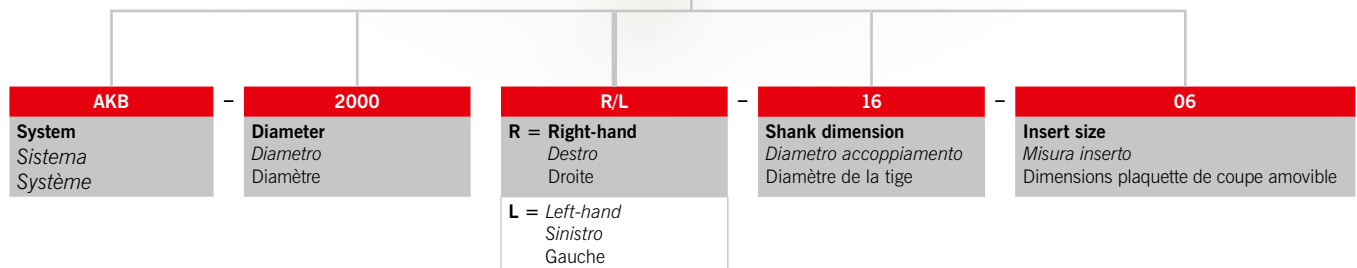 AKB – 2000 R/L – 16 – 06
System
Sistema
Système
Diameter
Diametro
Diamètre
R = Right-hand
Destro
Droite
L = Left-hand
Sinistro
Gauche
Shank dimension
Diametro accoppiamento
Diamètre de la tige
Insert size
Misura inserto
Dimensions plaquette de coupe amovible